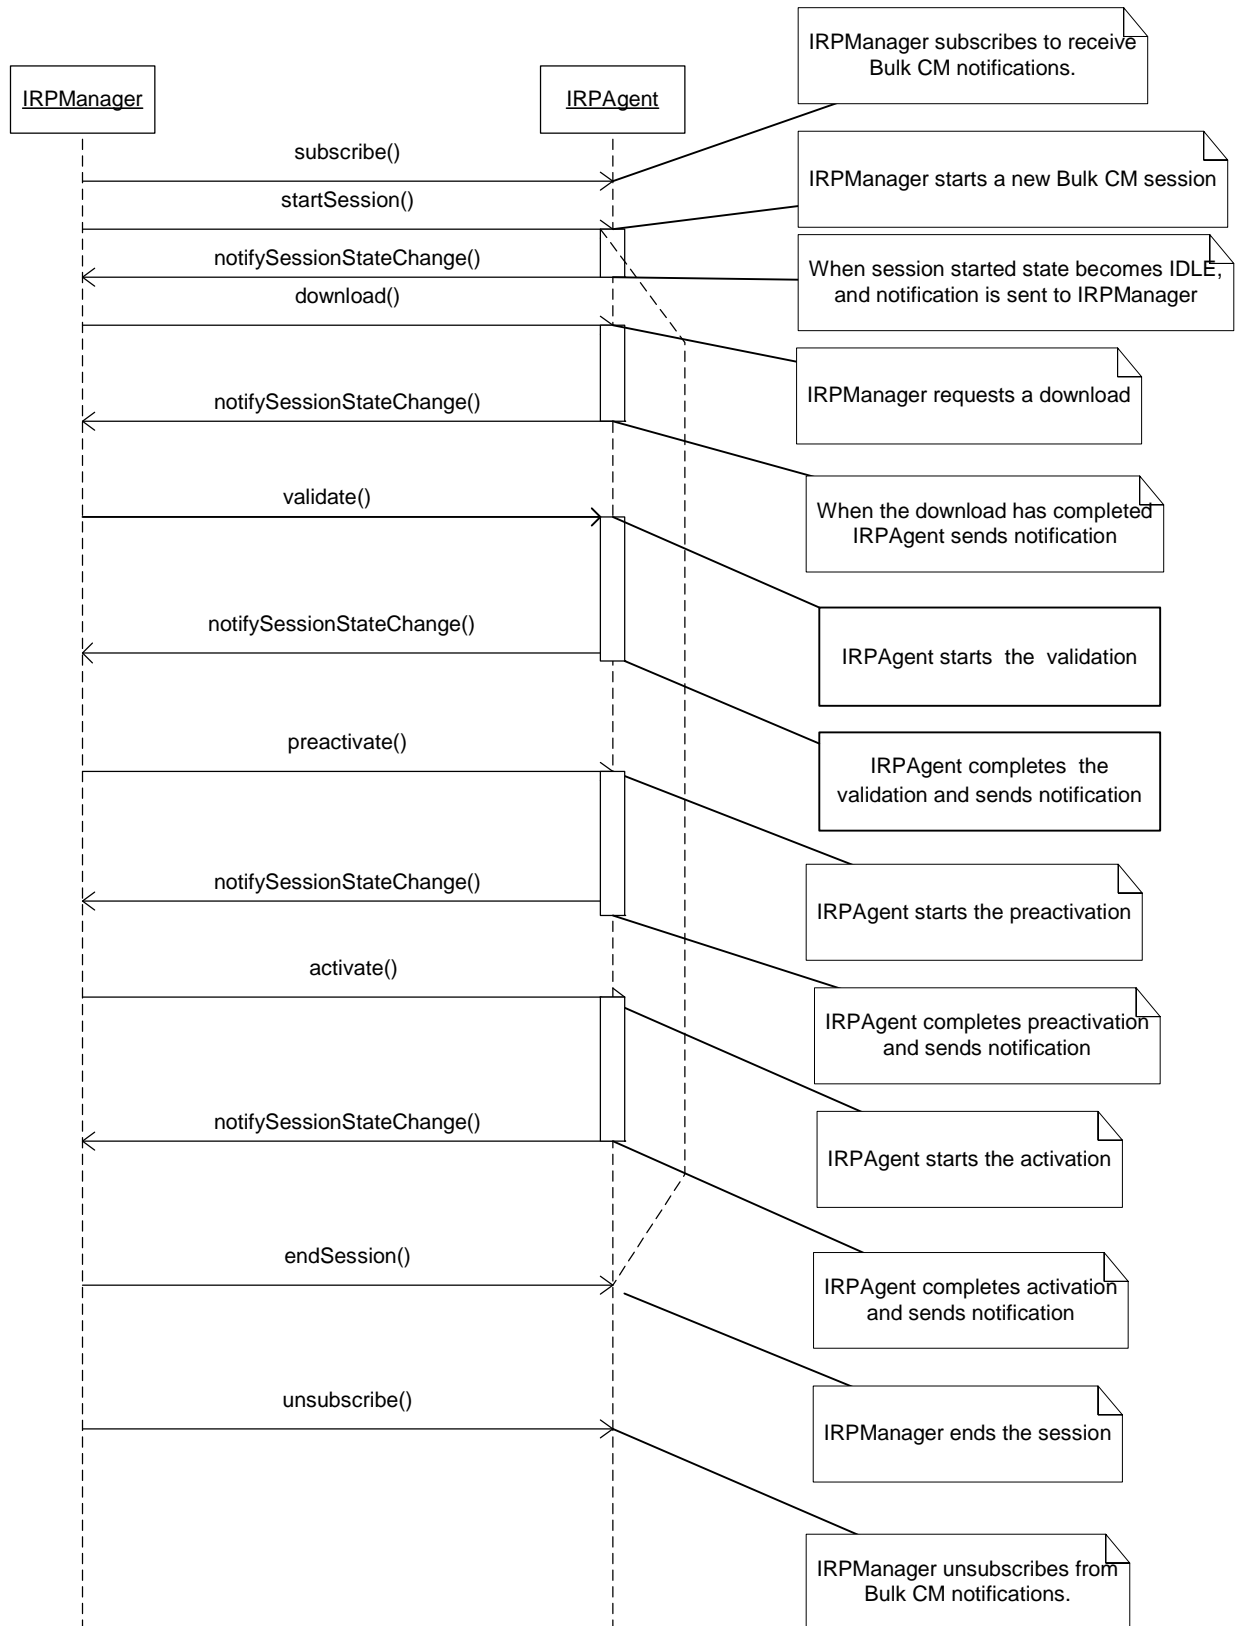 IRPManager subscribes to receive
Bulk CM notifications.
IRPManager
IRPAgent
subscribe()
IRPManager starts a new Bulk CM session
startSession()
notifySessionStateChange()
When session started state becomes IDLE,
and notification is sent to IRPManager
download()
IRPManager requests a download
notifySessionStateChange()
validate()
When the download has completed
IRPAgent sends notification
notifySessionStateChange()
IRPAgent starts the validation
preactivate()
IRPAgent completes the
validation and sends notification
notifySessionStateChange()
IRPAgent starts the preactivation
activate()
IRPAgent completes preactivation
and sends notification
notifySessionStateChange()
IRPAgent starts the activation
endSession()
IRPAgent completes activation
and sends notification
unsubscribe()
IRPManager ends the session
IRPManager unsubscribes from
Bulk CM notifications.